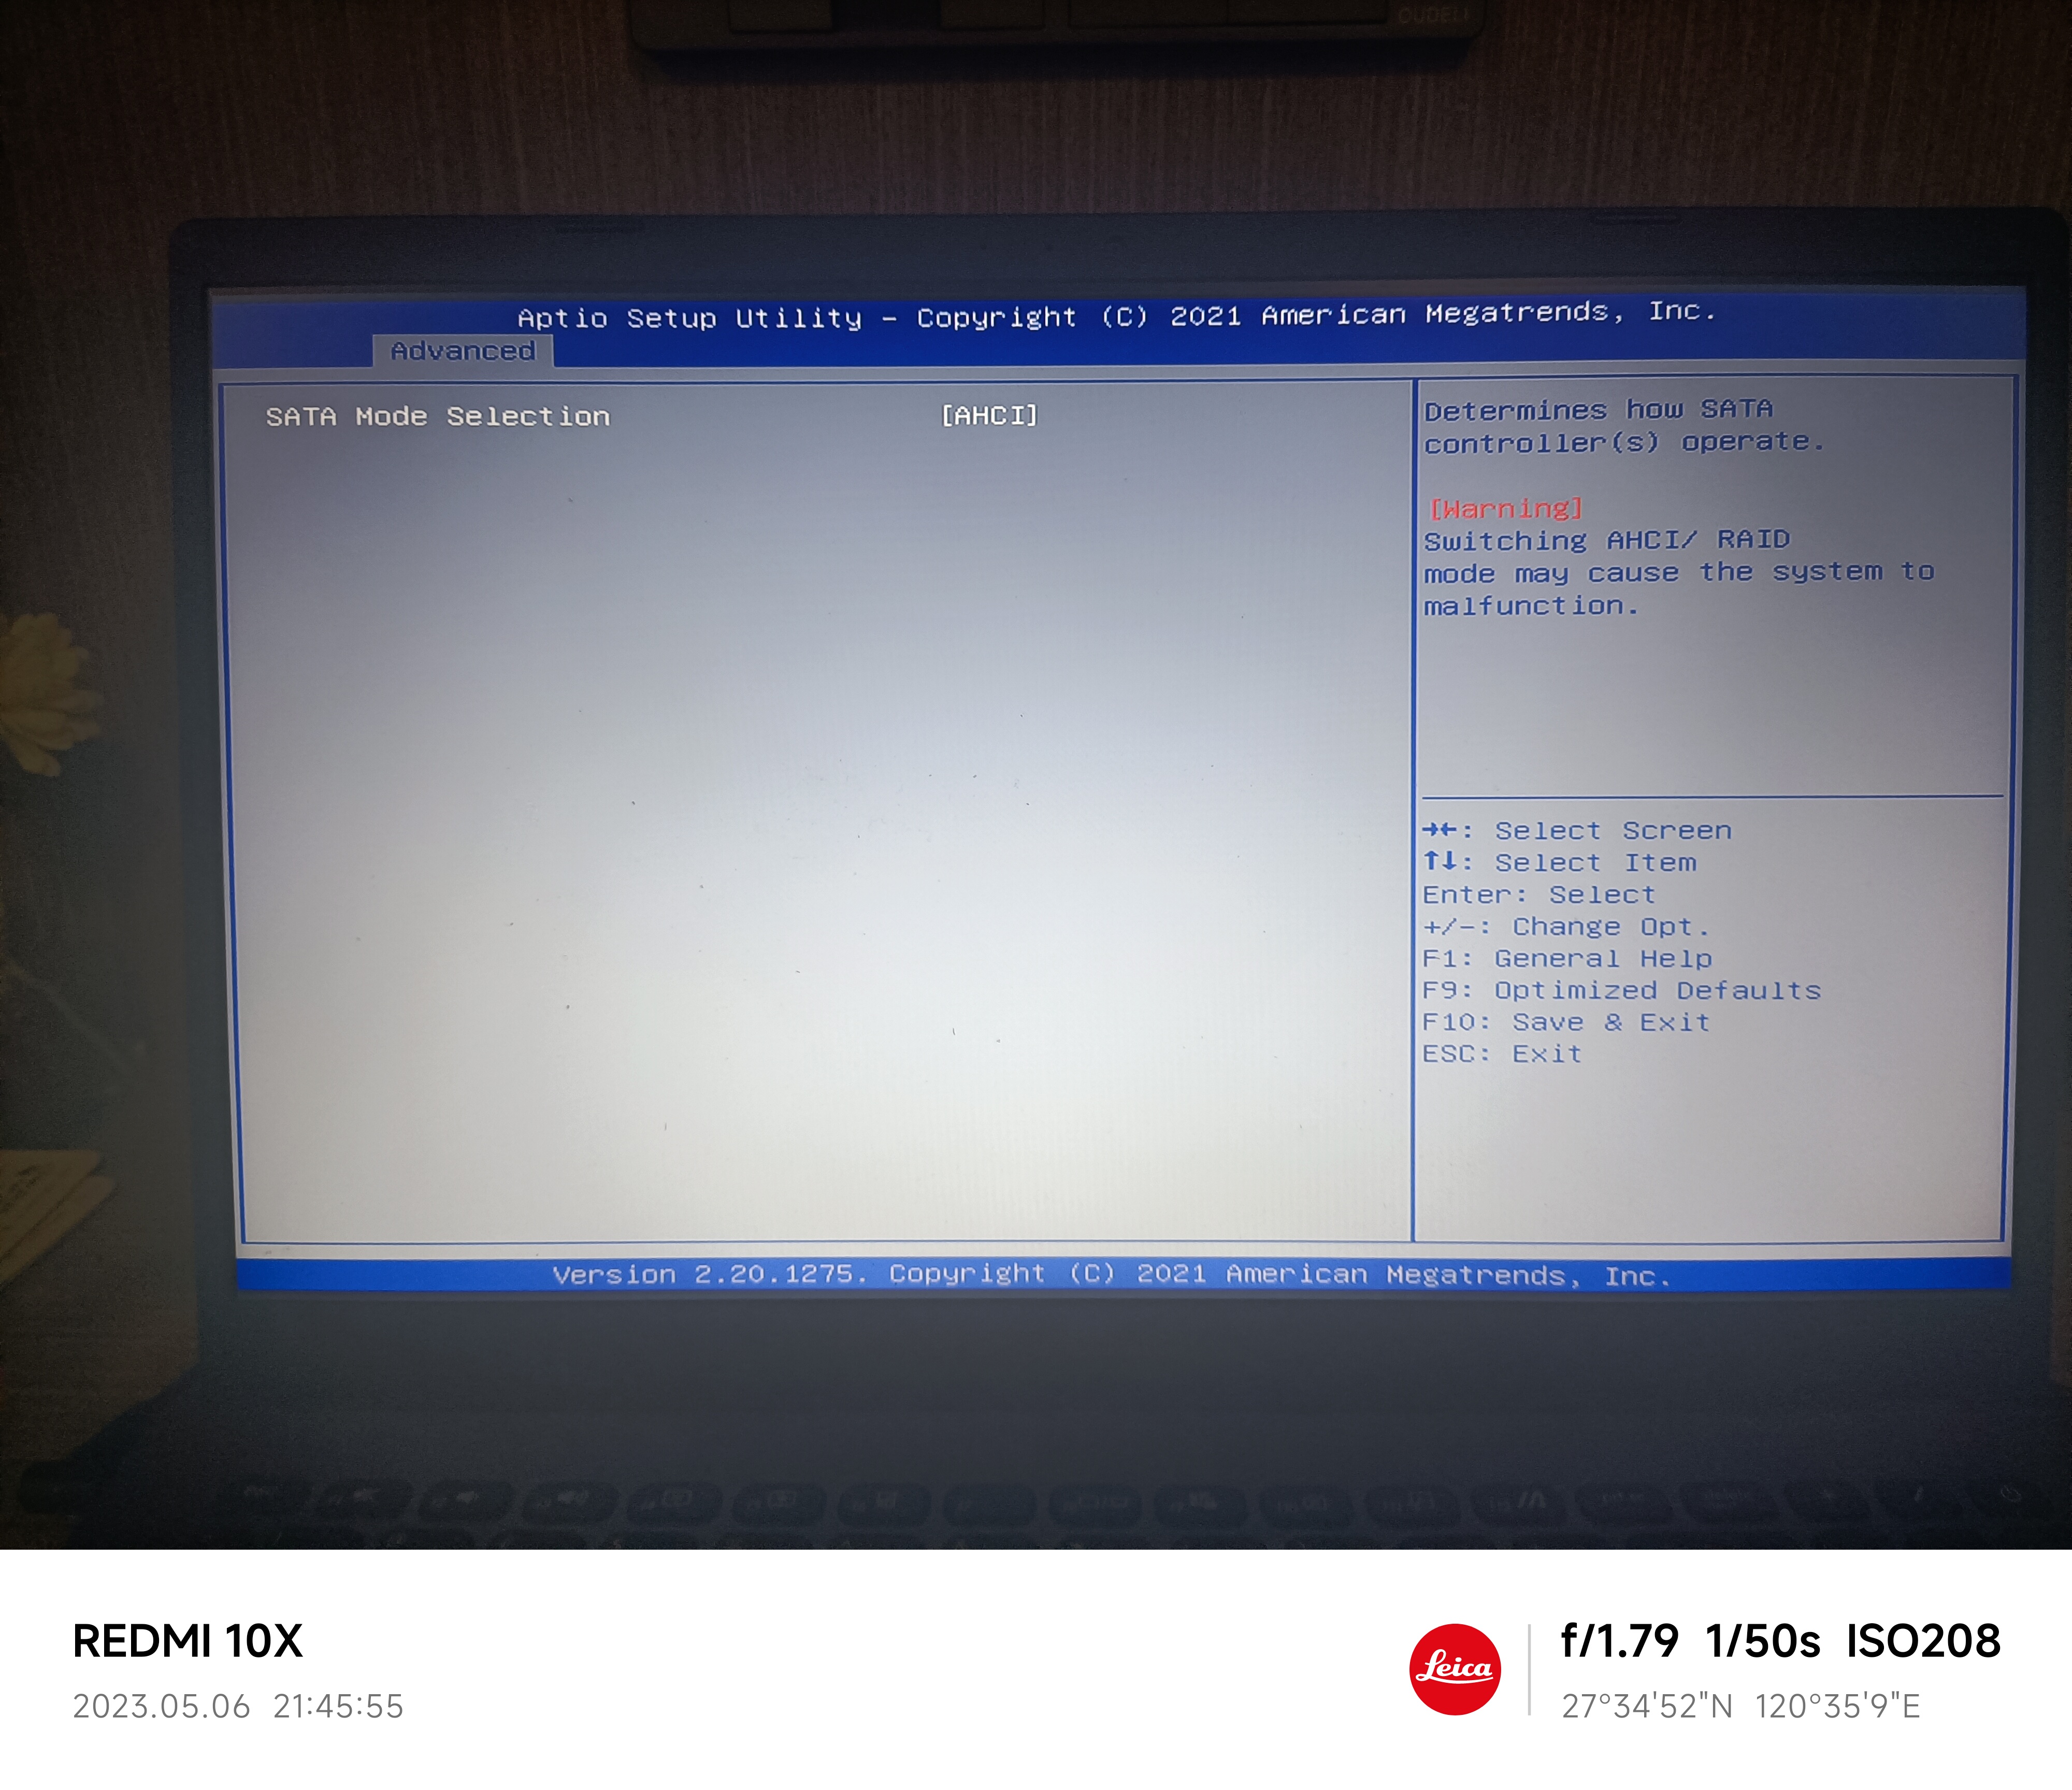 Aptio Setup Utility - Copyright (C) 2021 American Megatrends, Inc.
Advanced
SATA Mode Selection [AHCI]
Determines how SATA
controller(s) operate.
[Warning]
Switching AHCI/ RAID
mode may cause the system to
malfunction.
→←: Select Screen
↑↓: Select Item
Enter: Select
+/-: Change Opt.
F1: General Help
F9: Optimized Defaults
F10: Save & Exit
ESC: Exit
Version 2.20.1275. Copyright (C) 2021 American Megatrends, Inc.
REDMI 10X
2023.05.06 21:45:55
Leica
f/1.79 1/50s ISO208
27°34'52"N 120°35'9"E